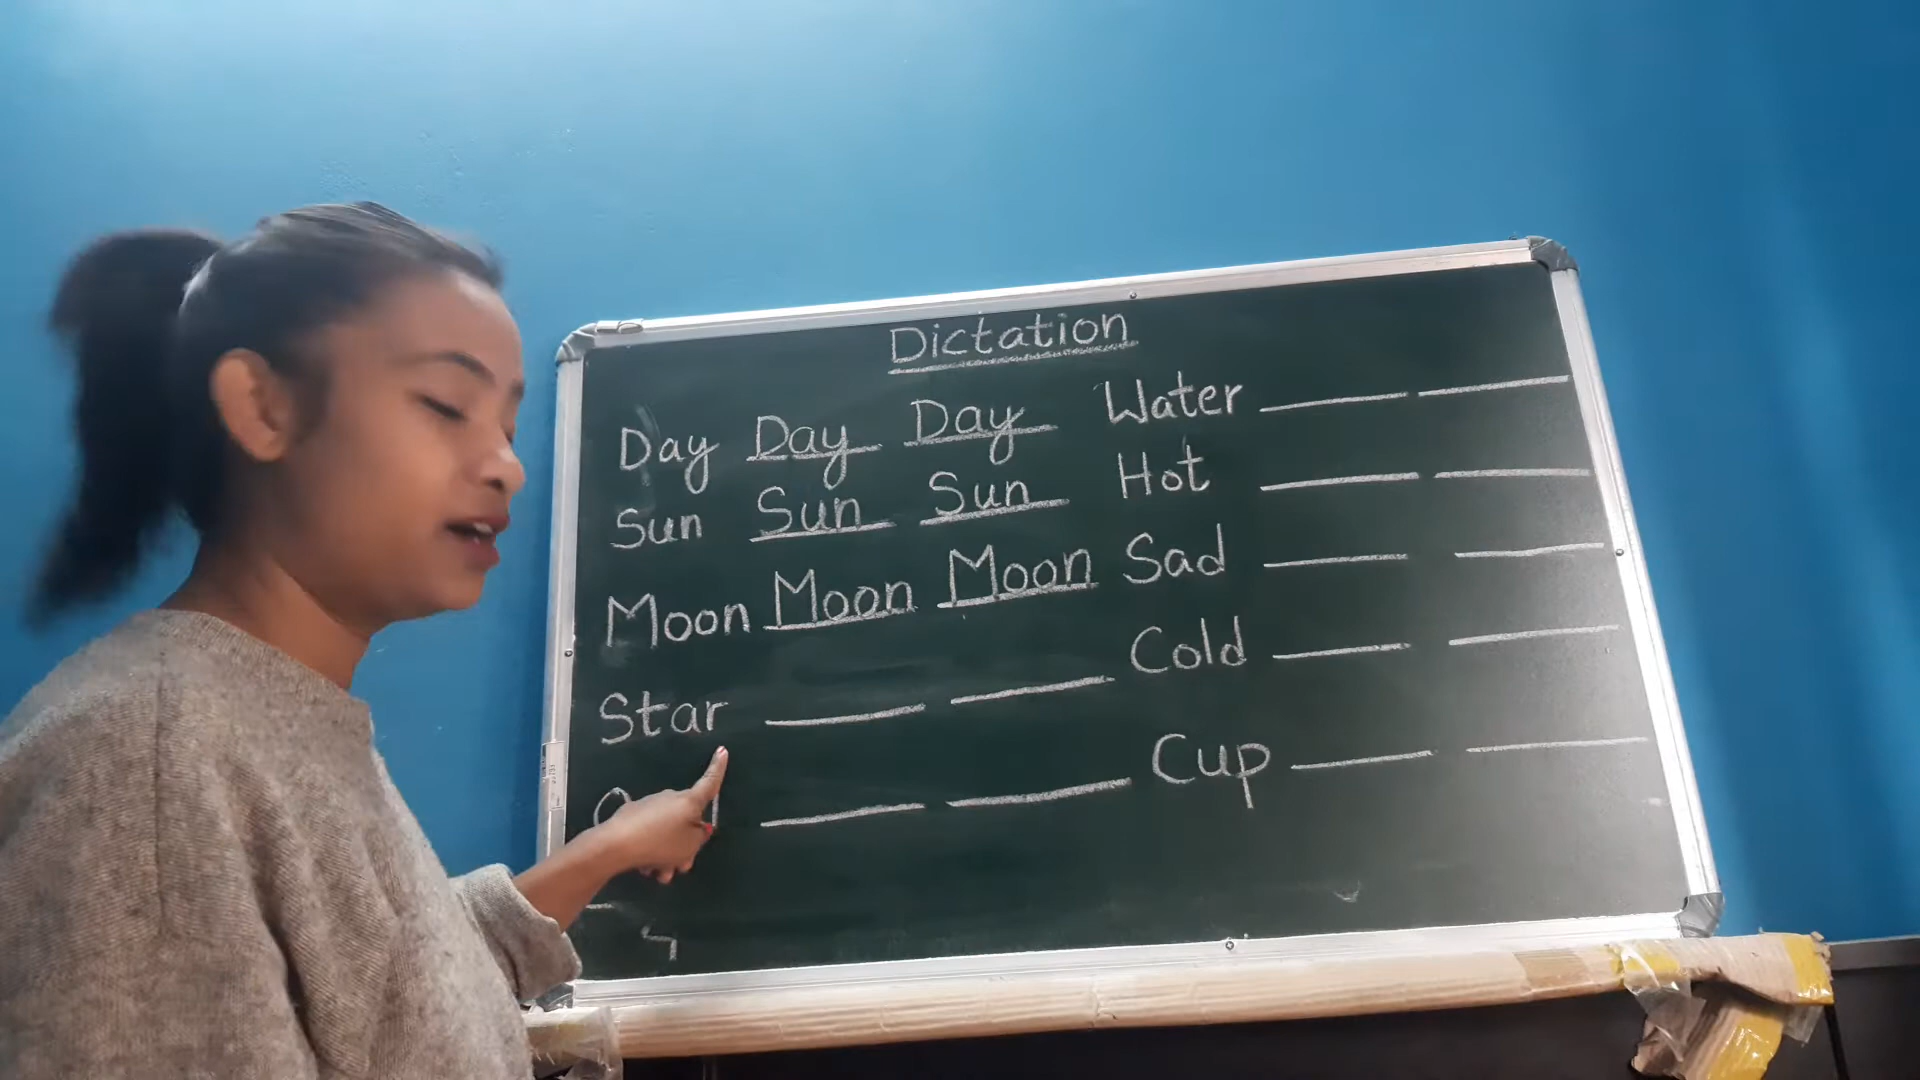 Dictation
Day Day Day
Sun Sun Sun
Moon Moon Moon
Star
Water
Hot
Sad
Cold
Cup